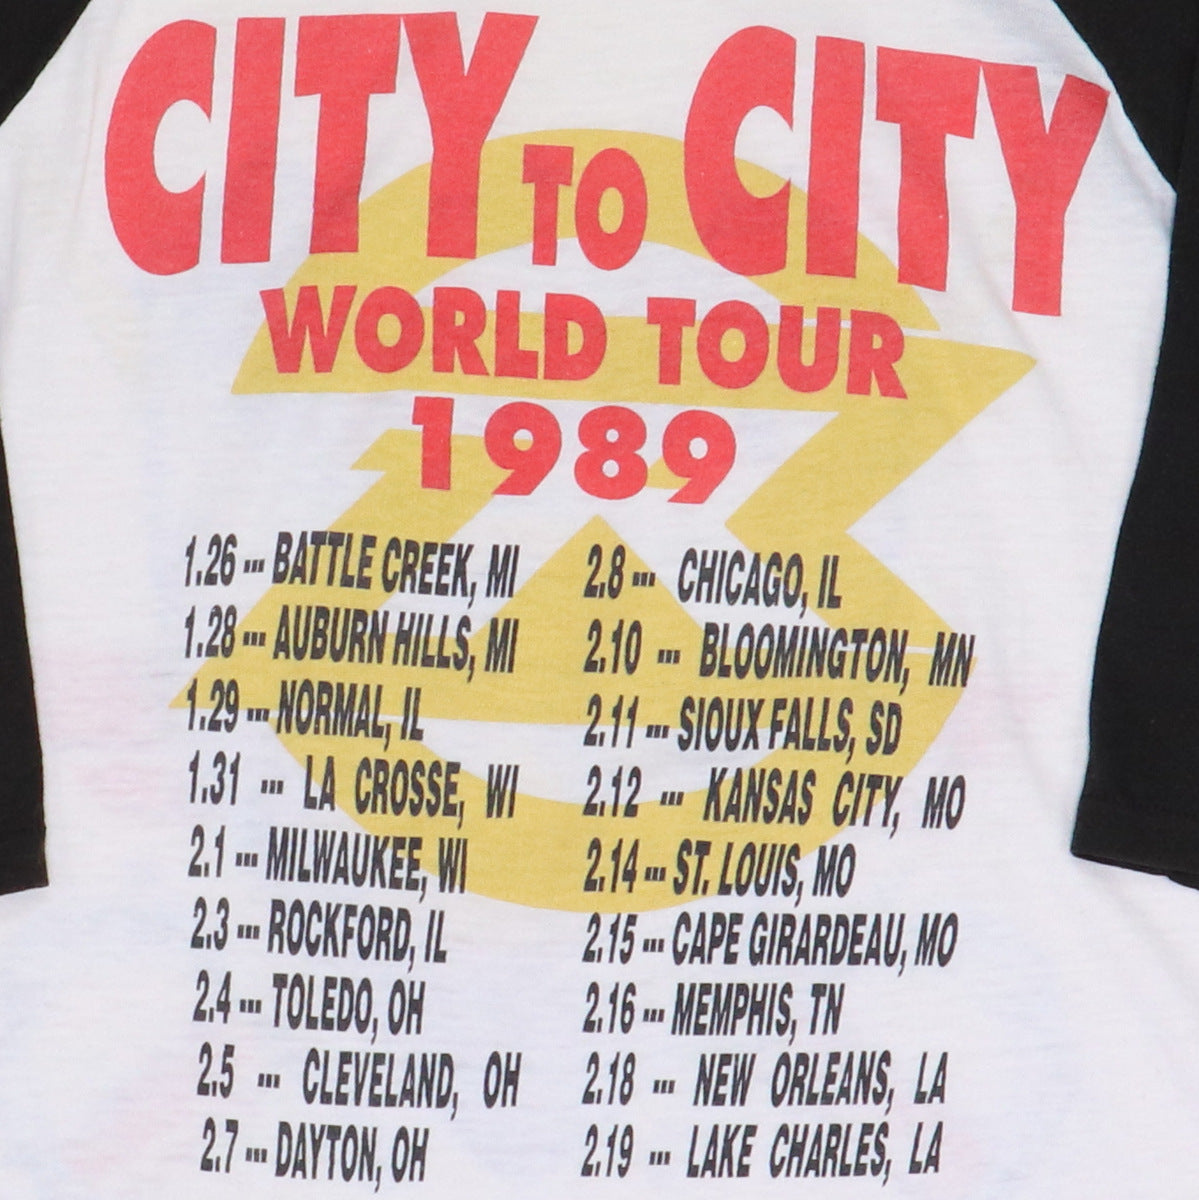 CITY TO CITY
WORLD TOUR
1989
1.26 --- BATTLE CREEK, MI
1.28 --- AUBURN HILLS, MI
1.29 --- NORMAL, IL
1.31 --- LA CROSSE, WI
2.1 --- MILWAUKEE, WI
2.3 --- ROCKFORD, IL
2.4 --- TOLEDO, OH
2.5 --- CLEVELAND, OH
2.7 --- DAYTON, OH
2.8 --- CHICAGO, IL
2.10 --- BLOOMINGTON, MN
2.11 --- SIOUX FALLS, SD
2.12 --- KANSAS CITY, MO
2.14 --- ST. LOUIS, MO
2.15 --- CAPE GIRARDEAU, MO
2.16 --- MEMPHIS, TN
2.18 --- NEW ORLEANS, LA
2.19 --- LAKE CHARLES, LA